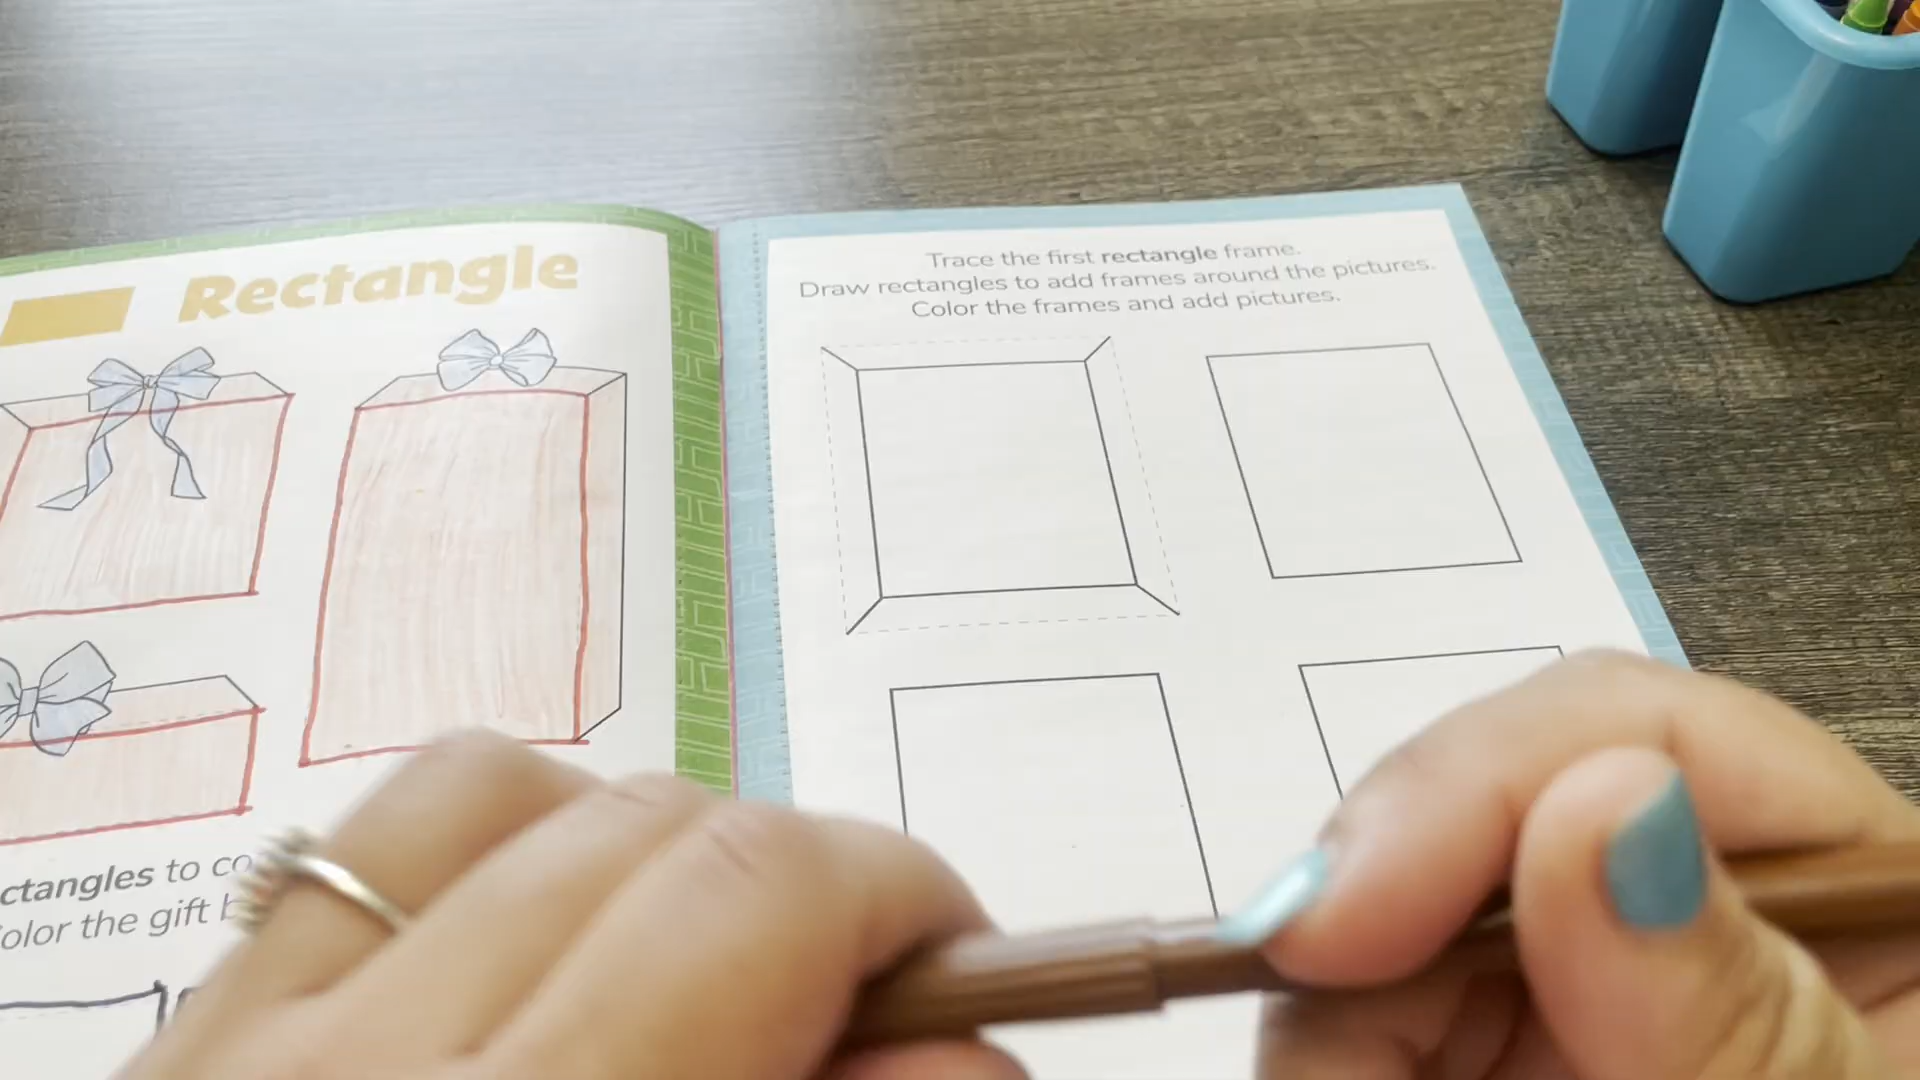 Rectangle
ctangles to co
olor the gift b
Trace the first rectangle frame.
Draw rectangles to add frames around the pictures.
Color the frames and add pictures.